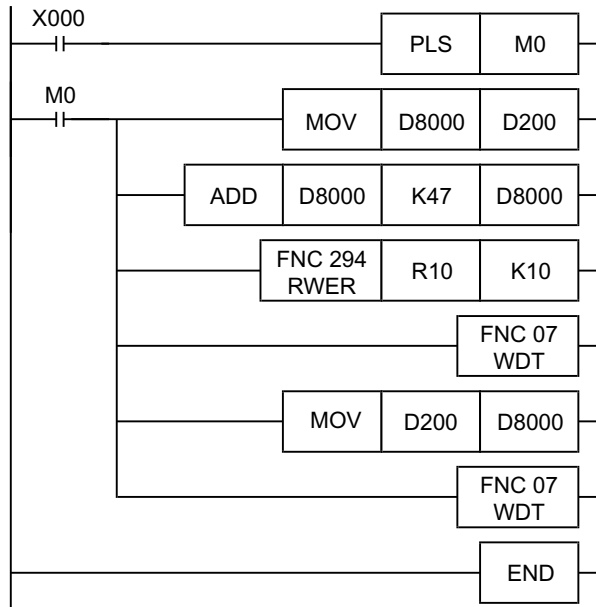 X000
PLS M0
M0
MOV D8000 D200
ADD D8000 K47 D8000
FNC 294
RWER R10 K10
FNC 07
WDT
MOV D200 D8000
FNC 07
WDT
END